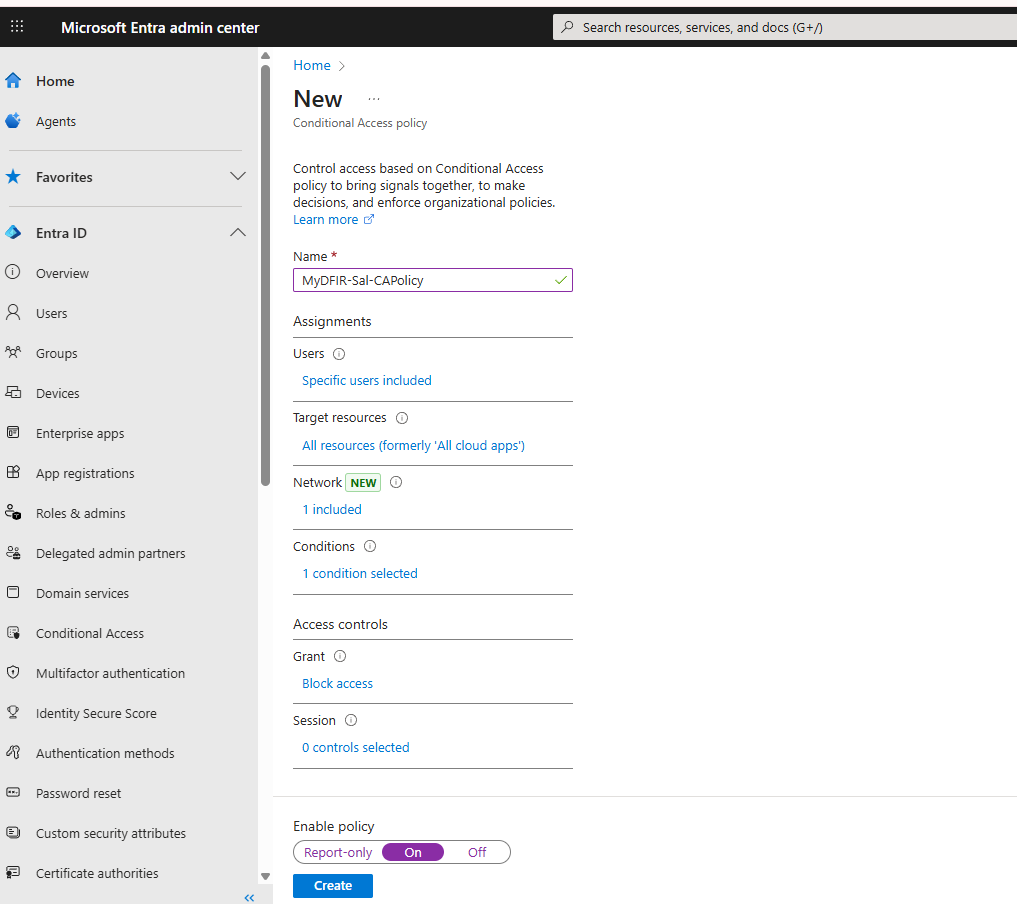 Microsoft Entra admin center
Search resources, services, and docs (G+/)
Home
Agents
Favorites
Entra ID
Overview
Users
Groups
Devices
Enterprise apps
App registrations
Roles & admins
Delegated admin partners
Domain services
Conditional Access
Multifactor authentication
Identity Secure Score
Authentication methods
Password reset
Custom security attributes
Certificate authorities
Home
New
...
Conditional Access policy
Control access based on Conditional Access
policy to bring signals together, to make
decisions, and enforce organizational policies.
Learn more
Name *
MyDFIR-Sal-CAPolicy
Assignments
Users
Specific users included
Target resources
All resources (formerly 'All cloud apps')
Network NEW
1 included
Conditions
1 condition selected
Access controls
Grant
Block access
Session
0 controls selected
Enable policy
Report-only On Off
Create